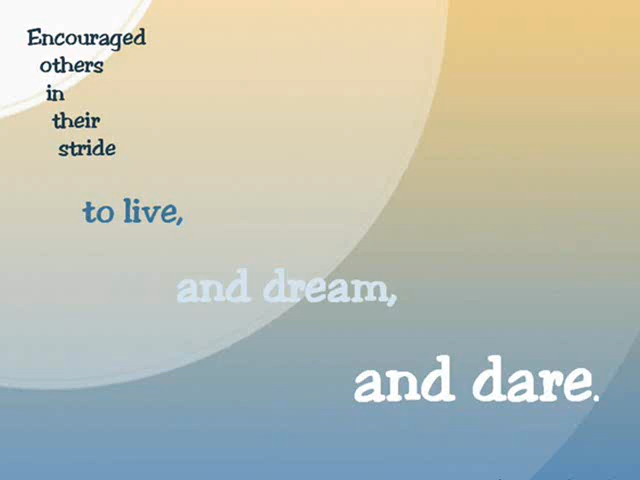 Encouraged
others
in
their
stride
to live,
and dream,
and dare.